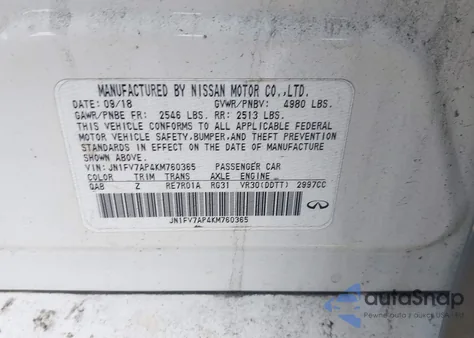 MANUFACTURED BY NISSAN MOTOR CO.,LTD.
DATE: 09/18 GVWR/PNBV: 4980 LBS.
GAWR/PNBE FR: 2546 LBS. RR: 2513 LBS.
THIS VEHICLE CONFORMS TO ALL APPLICABLE FEDERAL
MOTOR VEHICLE SAFETY, BUMPER, AND THEFT PREVENTION
STANDARDS IN EFFECT ON THE DATE OF MANUFACTURE
SHOWN ABOVE.
VIN: JN1FV7AP4KM760365 PASSENGER CAR
COLOR TRIM TRANS AXLE ENGINE
QAB Z RE7R01A RG31 VR30(DDTT) 2997CC
JN1FV7AP4KM760365
autoSnap
Pewne auto z USA